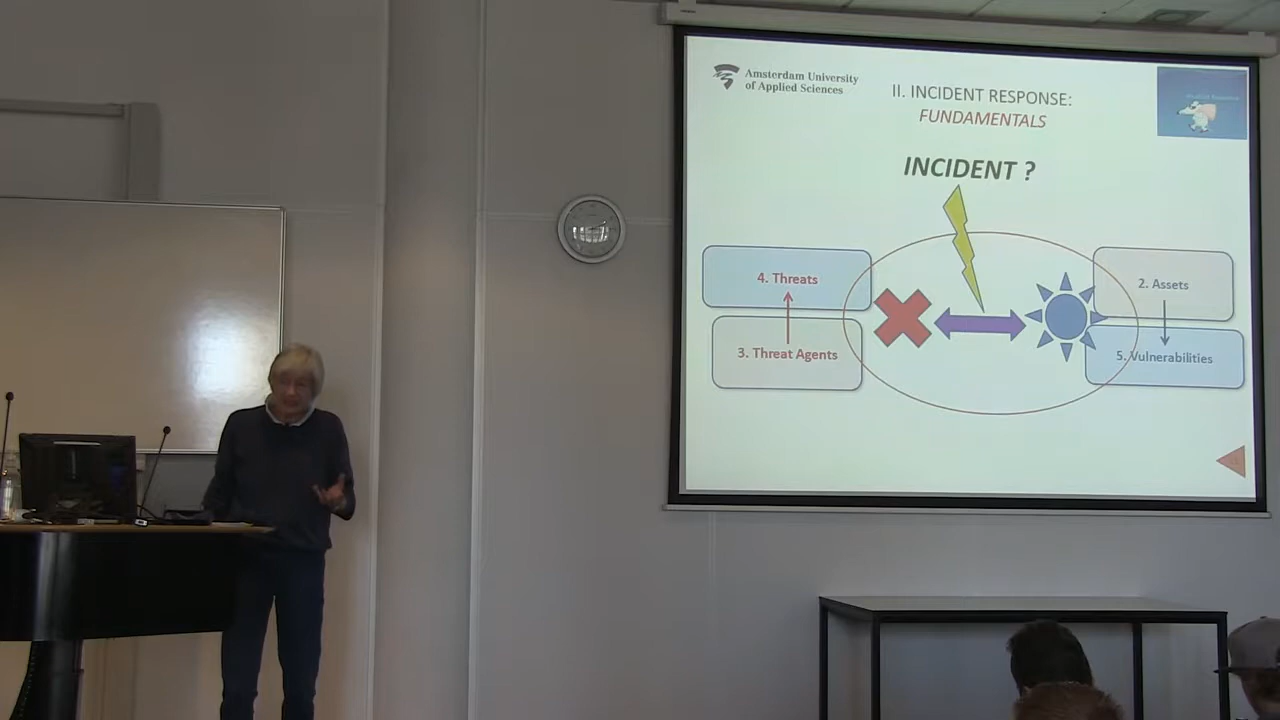 Amsterdam University
of Applied Sciences
II. INCIDENT RESPONSE:
FUNDAMENTALS
INCIDENT ?
4. Threats
2. Assets
3. Threat Agents
5. Vulnerabilities